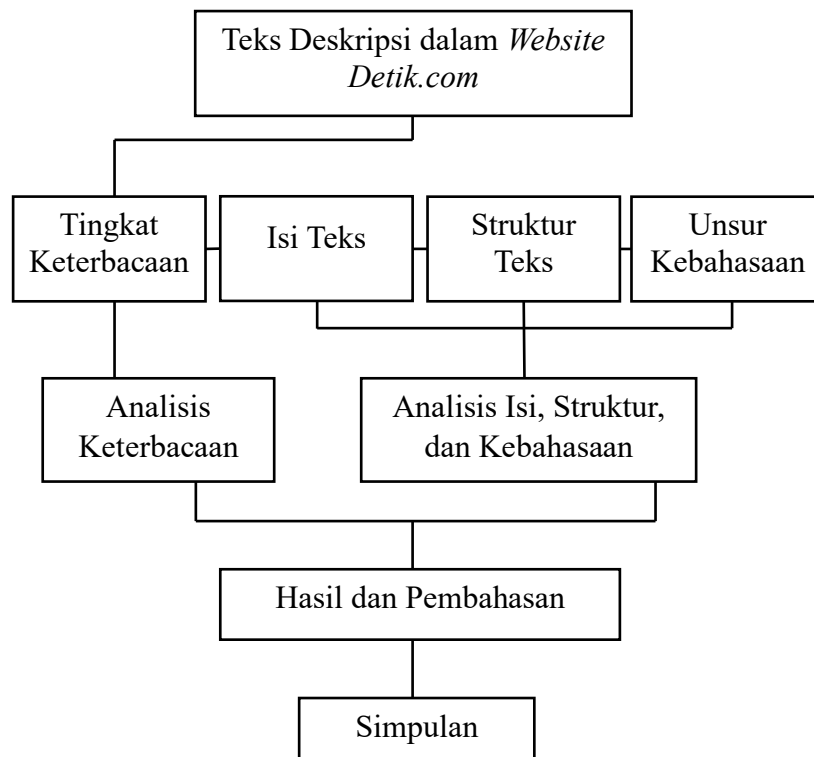 Teks Deskripsi dalam Website
Detik.com
Tingkat
Keterbacaan
Isi Teks
Struktur
Teks
Unsur
Kebahasaan
Analisis
Keterbacaan
Analisis Isi, Struktur,
dan Kebahasaan
Hasil dan Pembahasan
Simpulan